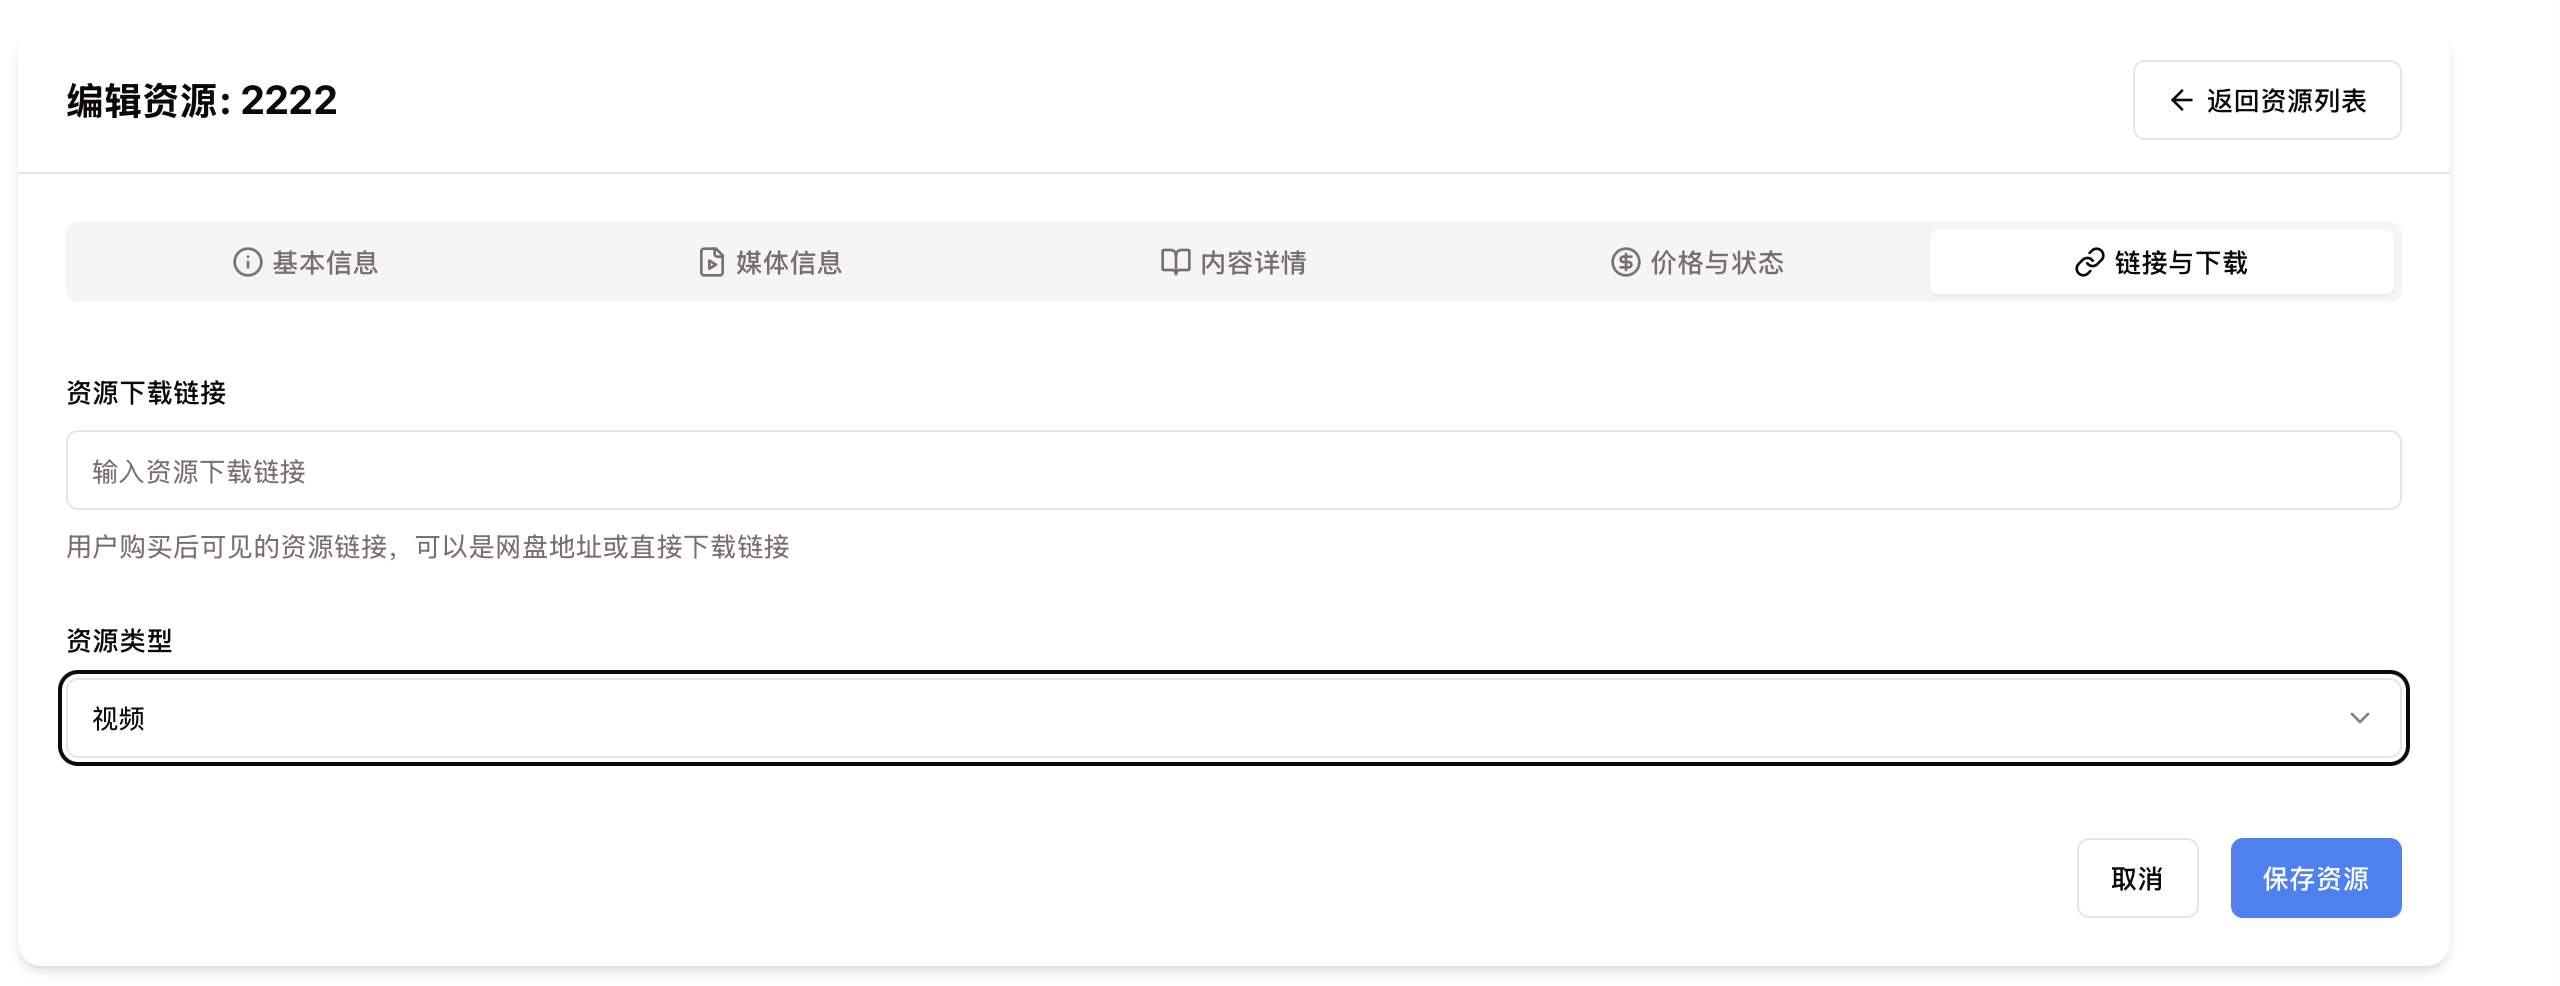 编辑资源: 2222
返回资源列表
基本信息
媒体信息
内容详情
价格与状态
链接与下载
资源下载链接
输入资源下载链接
用户购买后可见的资源链接，可以是网盘地址或直接下载链接
资源类型
视频
取消
保存资源